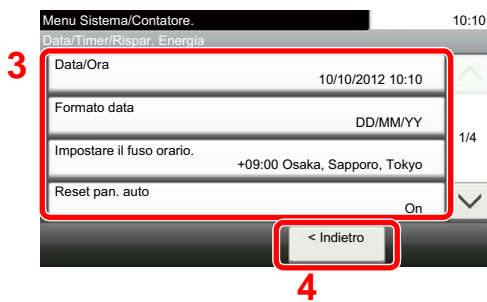 Menu Sistema/Contatore.
10:10
Data/Timer/Rispar. Energia
3
Data/Ora
10/10/2012 10:10
Formato data
DD/MM/YY
1/4
Impostare il fuso orario.
+09:00 Osaka, Sapporo, Tokyo
Reset pan. auto
On
< Indietro
4